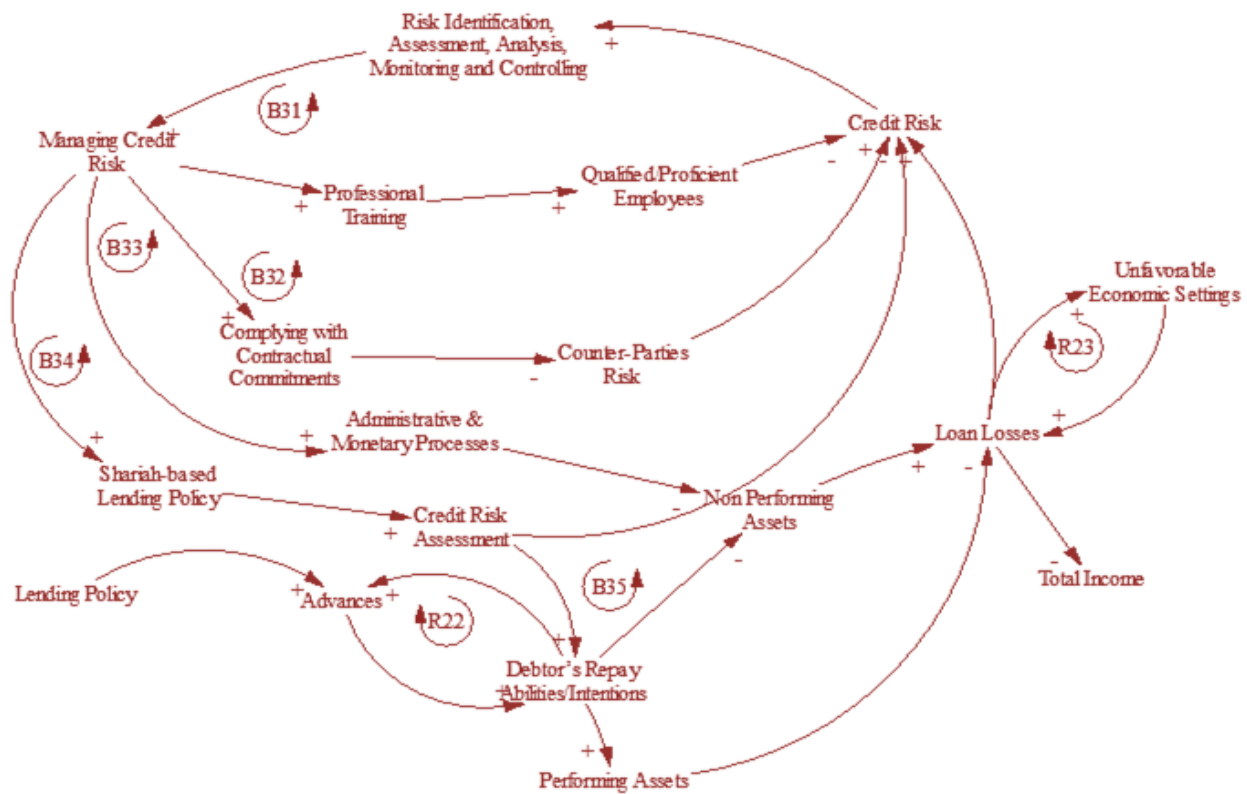 Risk Identification,
Assessment, Analysis,
Monitoring and Controlling
+
B31
Credit Risk
Managing Credit
Risk
+
- + - +
Qualified/Proficient
Employees
+
Professional
Training
+
B33
B32
Unfavorable
Economic Settings
+
+
Complying with
Contractual
Commitments
-
Counter-Parties
Risk
R23
B34
+
Administrative &
Monetary Processes
+
+
Loan Losses
+
-
Shariah-based
Lending Policy
Credit Risk
Assessment
+
Non Performing
Assets
-
-
-
Total Income
Lending Policy
+
Advances
+
R22
B35
+
Debtor's Repay
Abilities/Intentions
+
+
Performing Assets